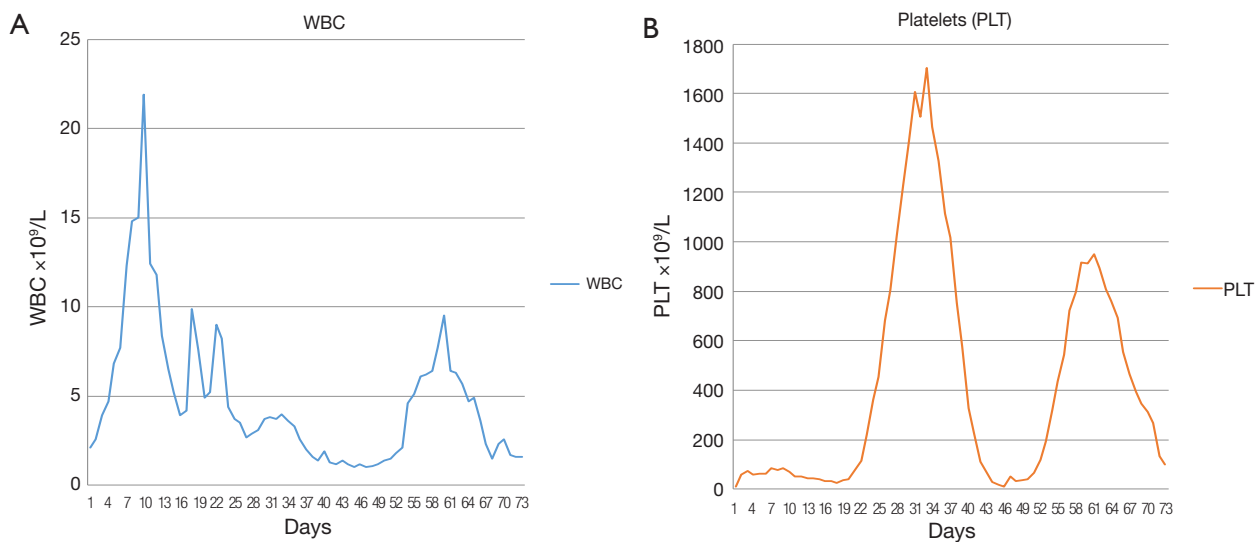 A
WBC
25
20
15
10
5
0
WBC ×10⁹/L
1 4 7 10 13 16 19 22 25 28 31 34 37 40 43 46 49 52 55 58 61 64 67 70 73
Days
WBC
B
Platelets (PLT)
1800
1600
1400
1200
1000
800
600
400
200
0
PLT ×10⁹/L
1 4 7 10 13 16 19 22 25 28 31 34 37 40 43 46 49 52 55 58 61 64 67 70 73
Days
PLT